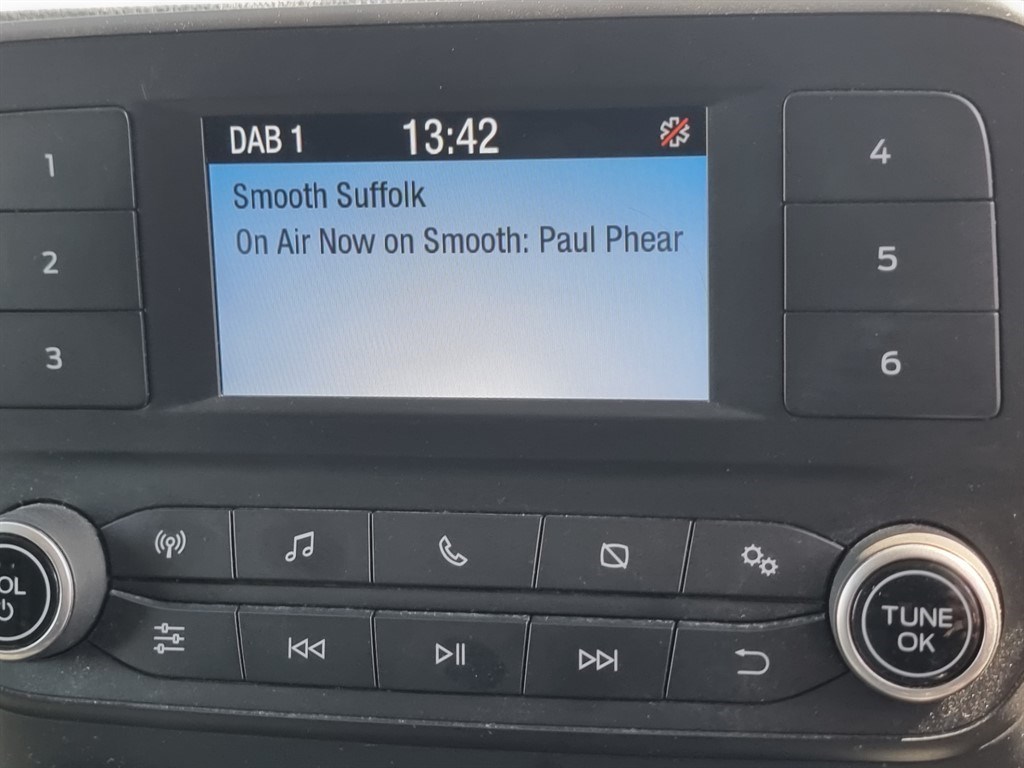 DAB 1 13:42
Smooth Suffolk
On Air Now on Smooth: Paul Phear
1
2
3
4
5
6
OL
TUNE
OK